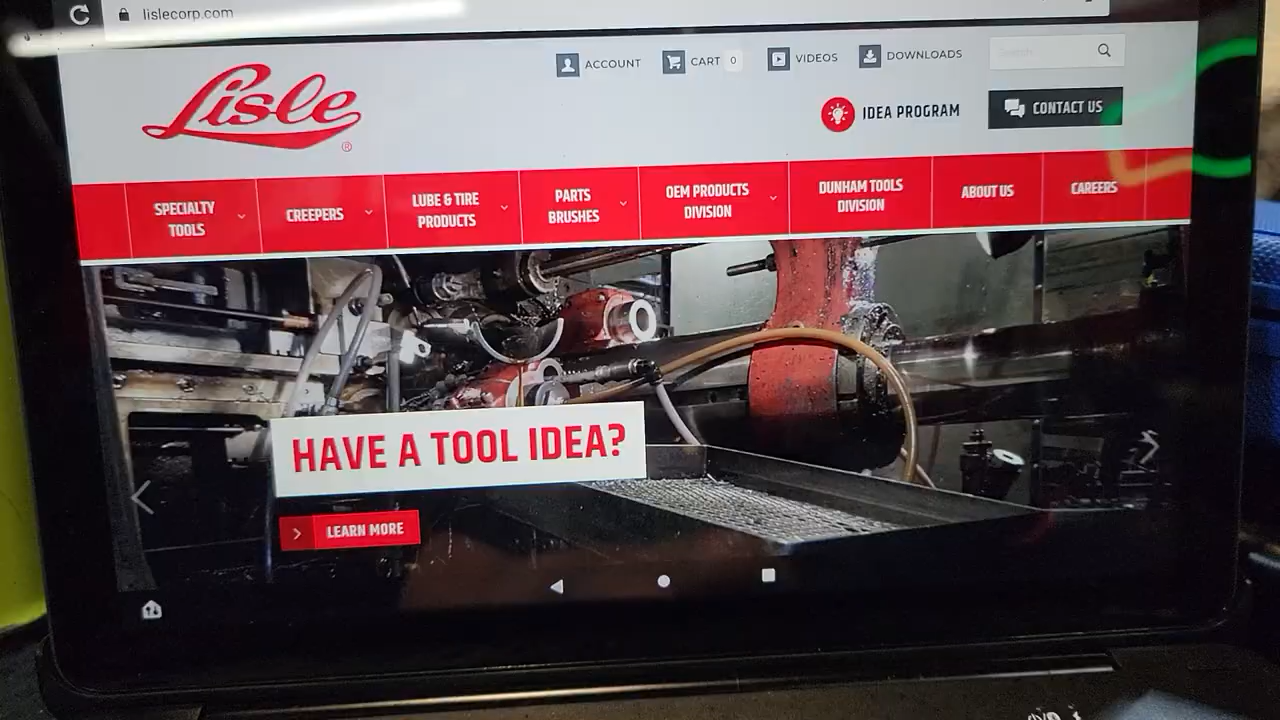 lislecorp.com
ACCOUNT
CART 0
VIDEOS
DOWNLOADS
Search
Lisle
®
IDEA PROGRAM
CONTACT US
SPECIALTY
TOOLS
CREEPERS
LUBE & TIRE
PRODUCTS
PARTS
BRUSHES
OEM PRODUCTS
DIVISION
DUNHAM TOOLS
DIVISION
ABOUT US
CAREERS
HAVE A TOOL IDEA?
LEARN MORE